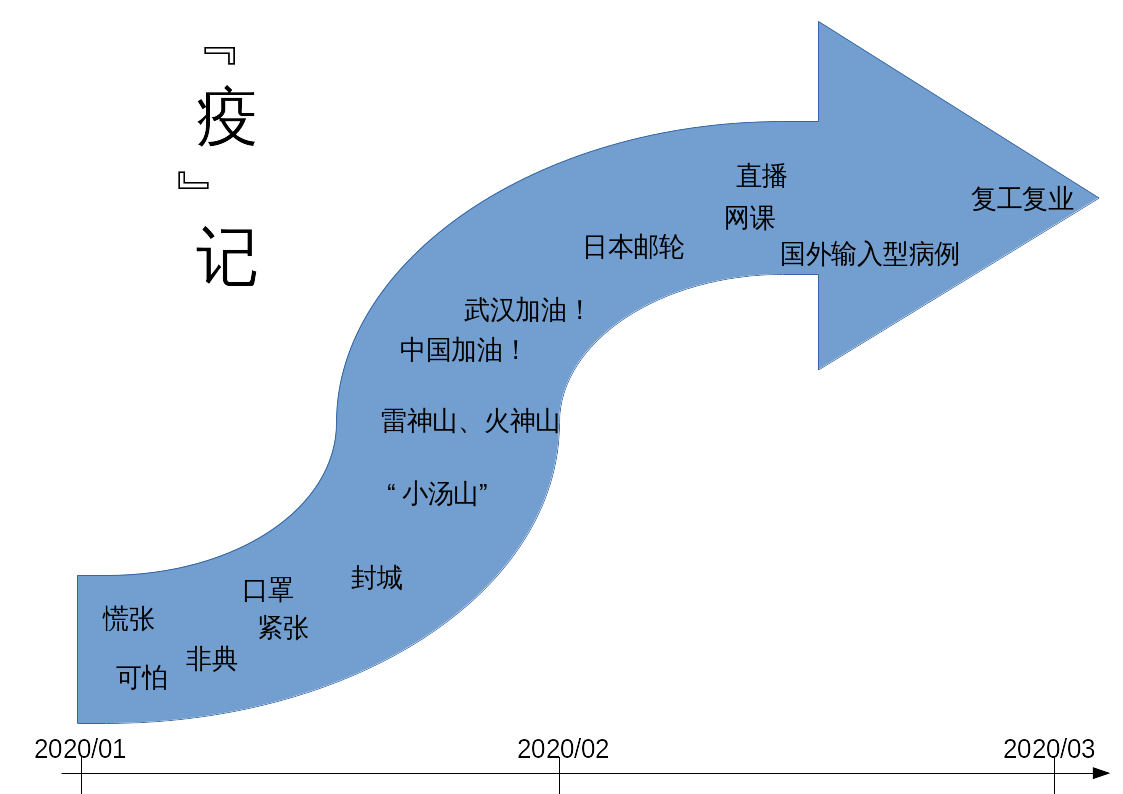 『疫』记
慌张
可怕
非典
口罩
紧张
封城
“ 小汤山”
雷神山、火神山
中国加油！
武汉加油！
日本邮轮
直播
网课
国外输入型病例
复工复业
2020/01
2020/02
2020/03